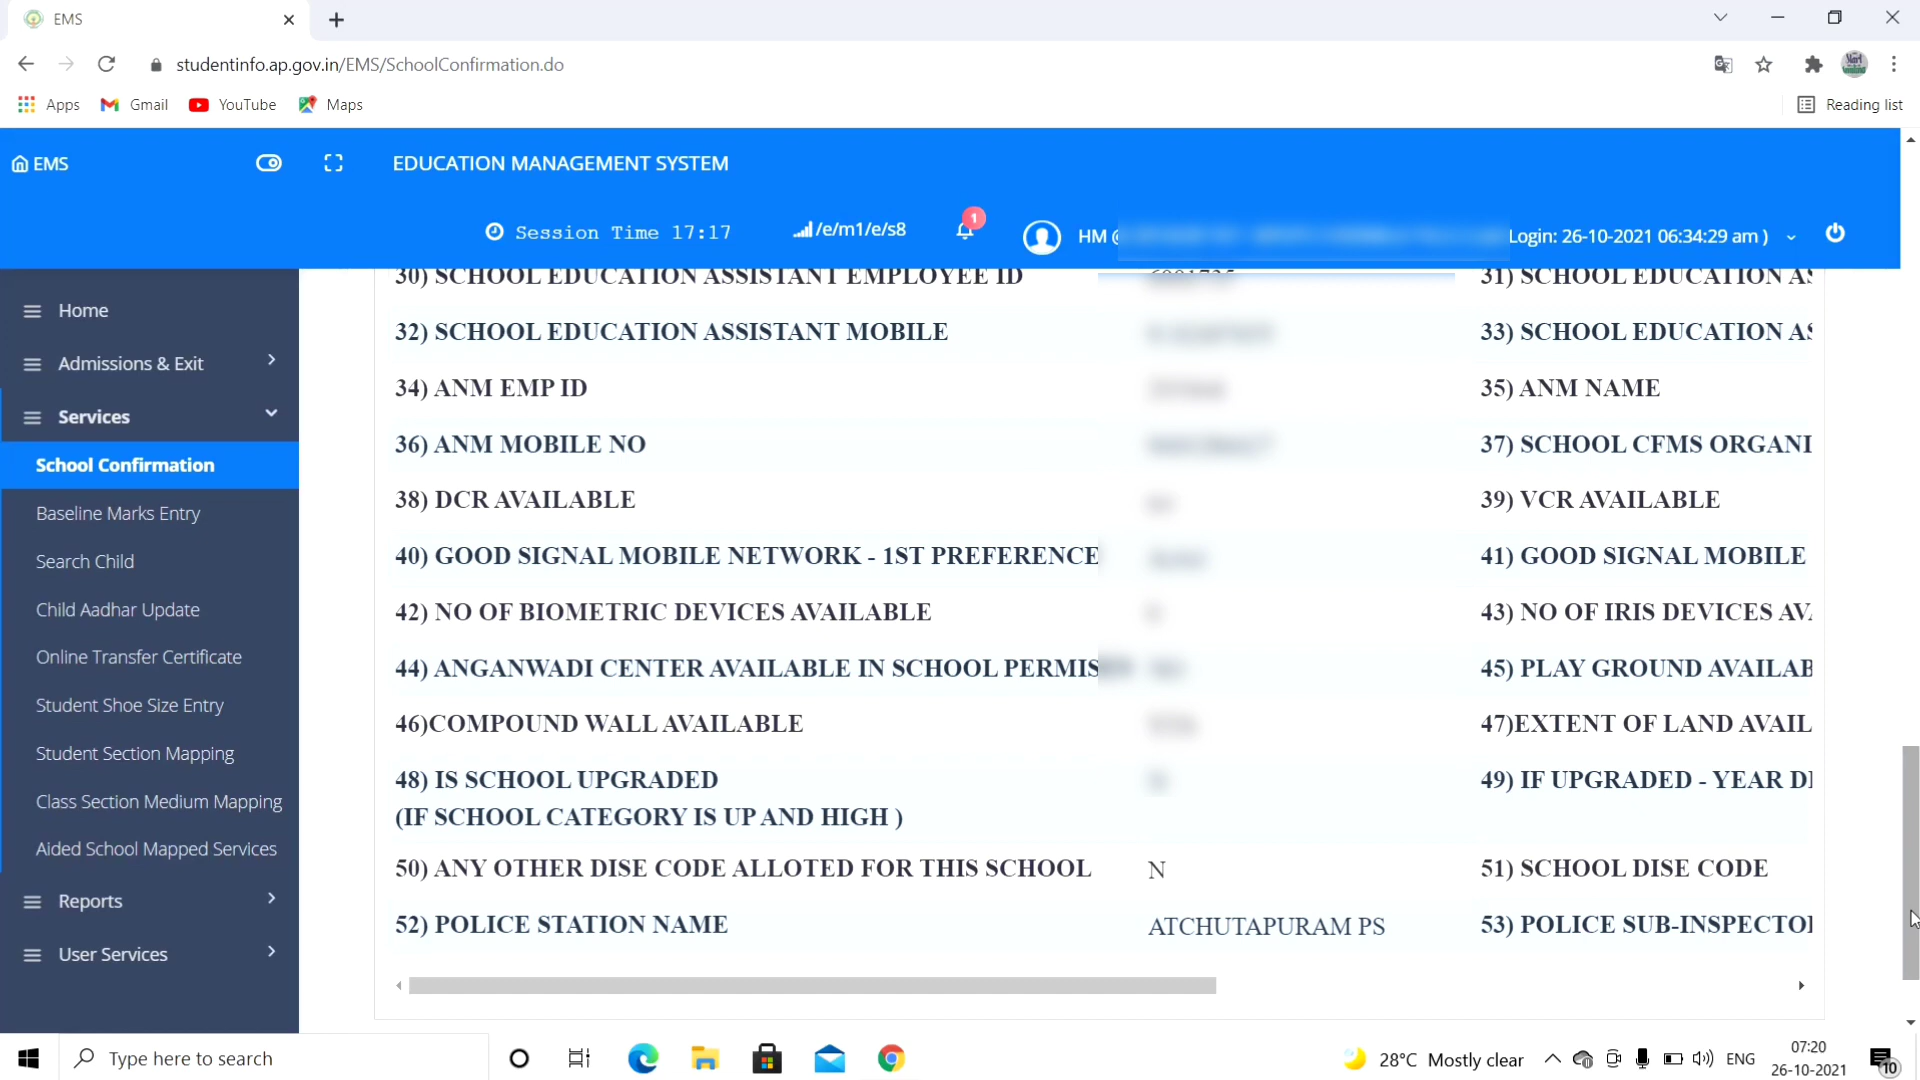 EMS
studentinfo.ap.gov.in/EMS/SchoolConfirmation.do
Apps Gmail YouTube Maps Reading list
EMS EDUCATION MANAGEMENT SYSTEM
Session Time 17:17 /e/m1/e/s8 1 HM @ Login: 26-10-2021 06:34:29 am )
Home
Admissions & Exit
Services
School Confirmation
Baseline Marks Entry
Search Child
Child Aadhar Update
Online Transfer Certificate
Student Shoe Size Entry
Student Section Mapping
Class Section Medium Mapping
Aided School Mapped Services
Reports
User Services
30) SCHOOL EDUCATION ASSISTANT EMPLOYEE ID 31) SCHOOL EDUCATION AS
32) SCHOOL EDUCATION ASSISTANT MOBILE 33) SCHOOL EDUCATION AS
34) ANM EMP ID 35) ANM NAME
36) ANM MOBILE NO 37) SCHOOL CFMS ORGANI
38) DCR AVAILABLE 39) VCR AVAILABLE
40) GOOD SIGNAL MOBILE NETWORK - 1ST PREFERENCE 41) GOOD SIGNAL MOBILE
42) NO OF BIOMETRIC DEVICES AVAILABLE 43) NO OF IRIS DEVICES AV
44) ANGANWADI CENTER AVAILABLE IN SCHOOL PERMIS 45) PLAY GROUND AVAILAB
46)COMPOUND WALL AVAILABLE 47)EXTENT OF LAND AVAIL
48) IS SCHOOL UPGRADED 49) IF UPGRADED - YEAR
(IF SCHOOL CATEGORY IS UP AND HIGH )
50) ANY OTHER DISE CODE ALLOTED FOR THIS SCHOOL N 51) SCHOOL DISE CODE
52) POLICE STATION NAME ATCHUTAPURAM PS 53) POLICE SUB-INSPECTO
Type here to search 28°C Mostly clear ENG 07:20
26-10-2021 10